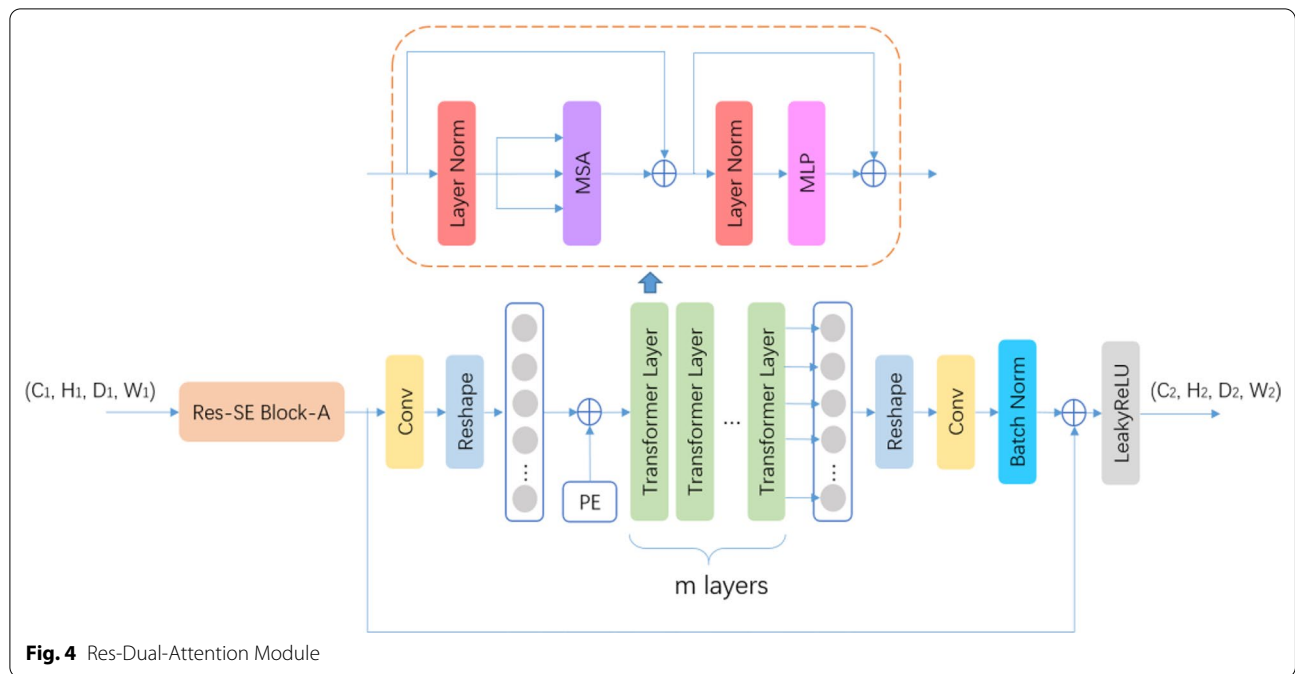 Layer Norm
MSA
Layer Norm
MLP
(C₁, H₁, D₁, W₁)
Res-SE Block-A
Conv
Reshape
...
PE
Transformer Layer
Transformer Layer
...
Transformer Layer
...
Reshape
Conv
Batch Norm
LeakyReLU
(C₂, H₂, D₂, W₂)
m layers
Fig. 4 Res-Dual-Attention Module